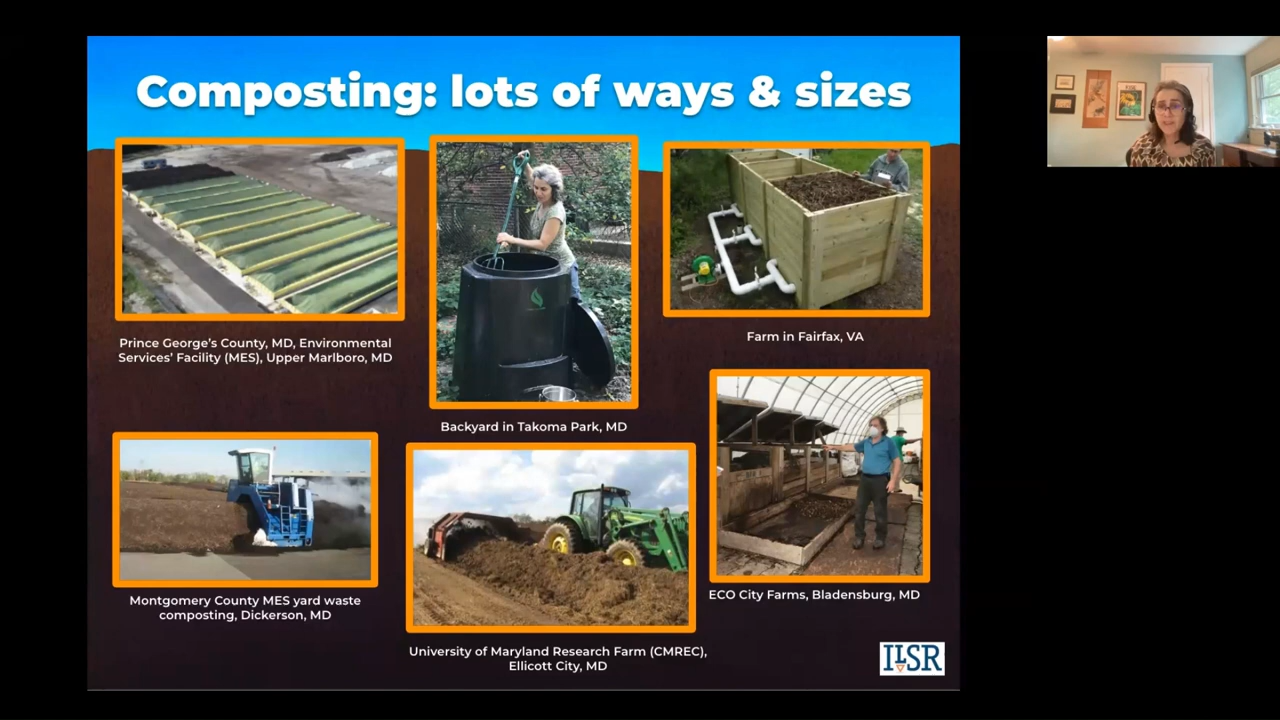 Composting: lots of ways & sizes
Prince George's County, MD, Environmental
Services' Facility (MES), Upper Marlboro, MD
Backyard in Takoma Park, MD
Farm in Fairfax, VA
Montgomery County MES yard waste
composting, Dickerson, MD
University of Maryland Research Farm (CMREC),
Ellicott City, MD
ECO City Farms, Bladensburg, MD
ILSR